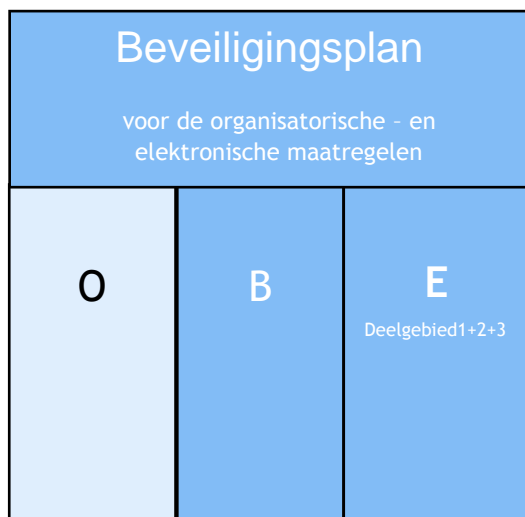 Beveiligingsplan
voor de organisatorische – en
elektronische maatregelen
O
B
E
Deelgebied1+2+3